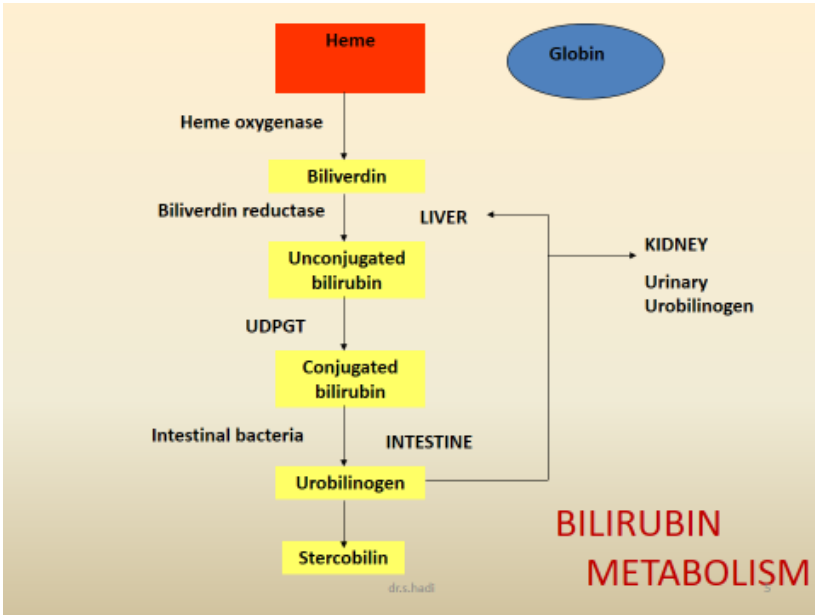 Heme
Globin
Heme oxygenase
Biliverdin
Biliverdin reductase
LIVER
KIDNEY
Unconjugated
bilirubin
Urinary
Urobilinogen
UDPGT
Conjugated
bilirubin
Intestinal bacteria
INTESTINE
Urobilinogen
BILIRUBIN
METABOLISM
Stercobilin
dr.s.hadi
5